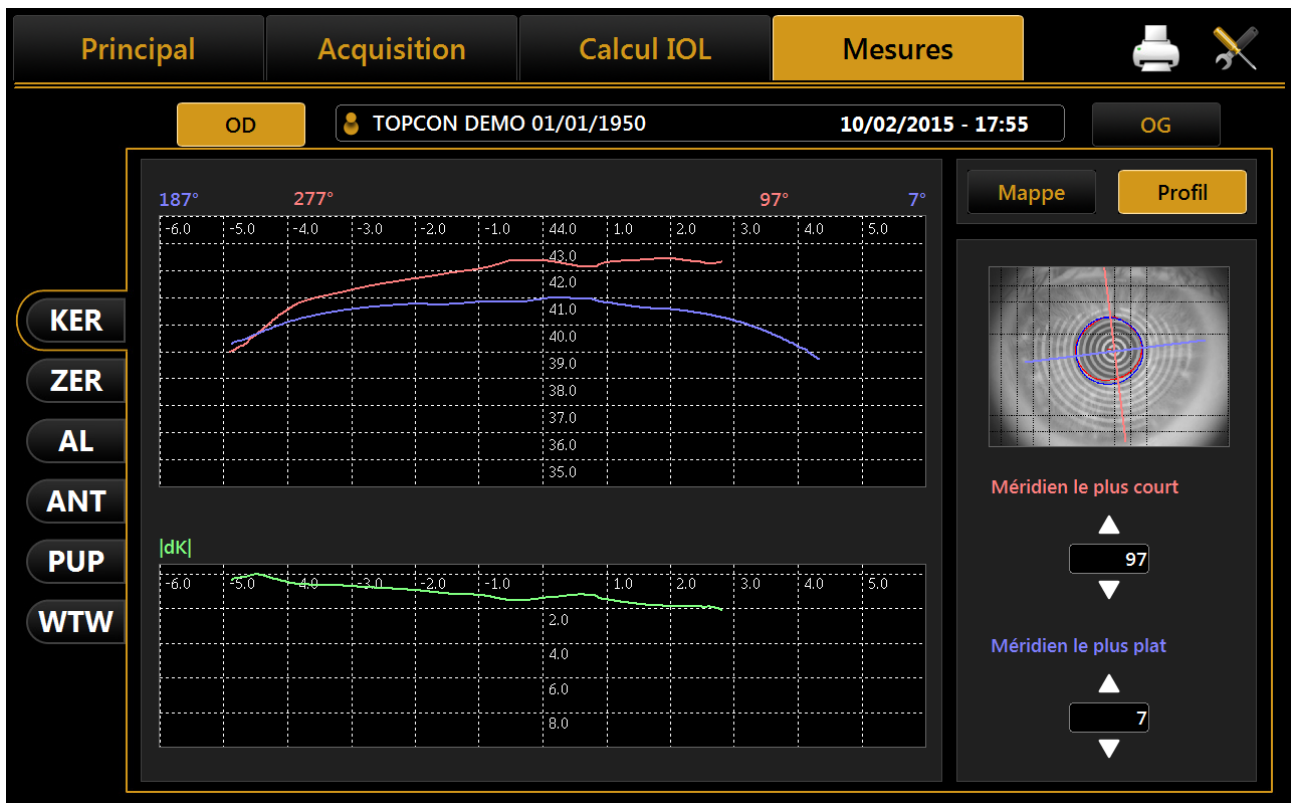 Principal Acquisition Calcul IOL Mesures
OD TOPCON DEMO 01/01/1950 10/02/2015 - 17:55 OG
187° 277° 97° 7°
-6.0 -5.0 -4.0 -3.0 -2.0 -1.0 44.0 1.0 2.0 3.0 4.0 5.0
43.0
42.0
41.0
40.0
39.0
38.0
37.0
36.0
35.0
|dK|
-6.0 -5.0 -4.0 -3.0 -2.0 -1.0 1.0 2.0 3.0 4.0 5.0
2.0
4.0
6.0
8.0
KER
ZER
AL
ANT
PUP
WTW
Mappe Profil
Méridien le plus court
97
Méridien le plus plat
7